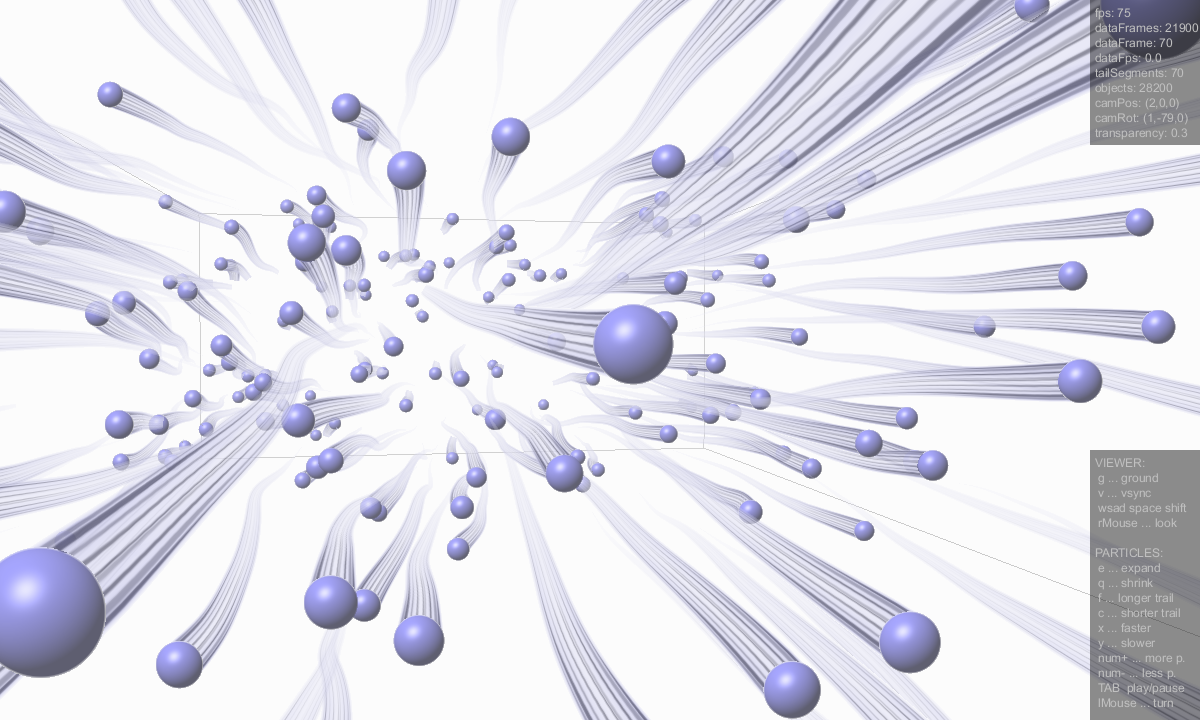 fps: 75
dataFrames: 21900
dataFrame: 70
dataFps: 0.0
tailSegments: 70
objects: 28200
camPos: (2,0,0)
camRot: (1,-79,0)
transparency: 0.3
VIEWER:
g ... ground
v ... vsync
wsad space shift
rMouse ... look
PARTICLES:
e ... expand
q ... shrink
f ... longer trail
c ... shorter trail
x ... faster
y ... slower
num+ ... more p.
num- ... less p.
TAB play/pause
lMouse ... turn